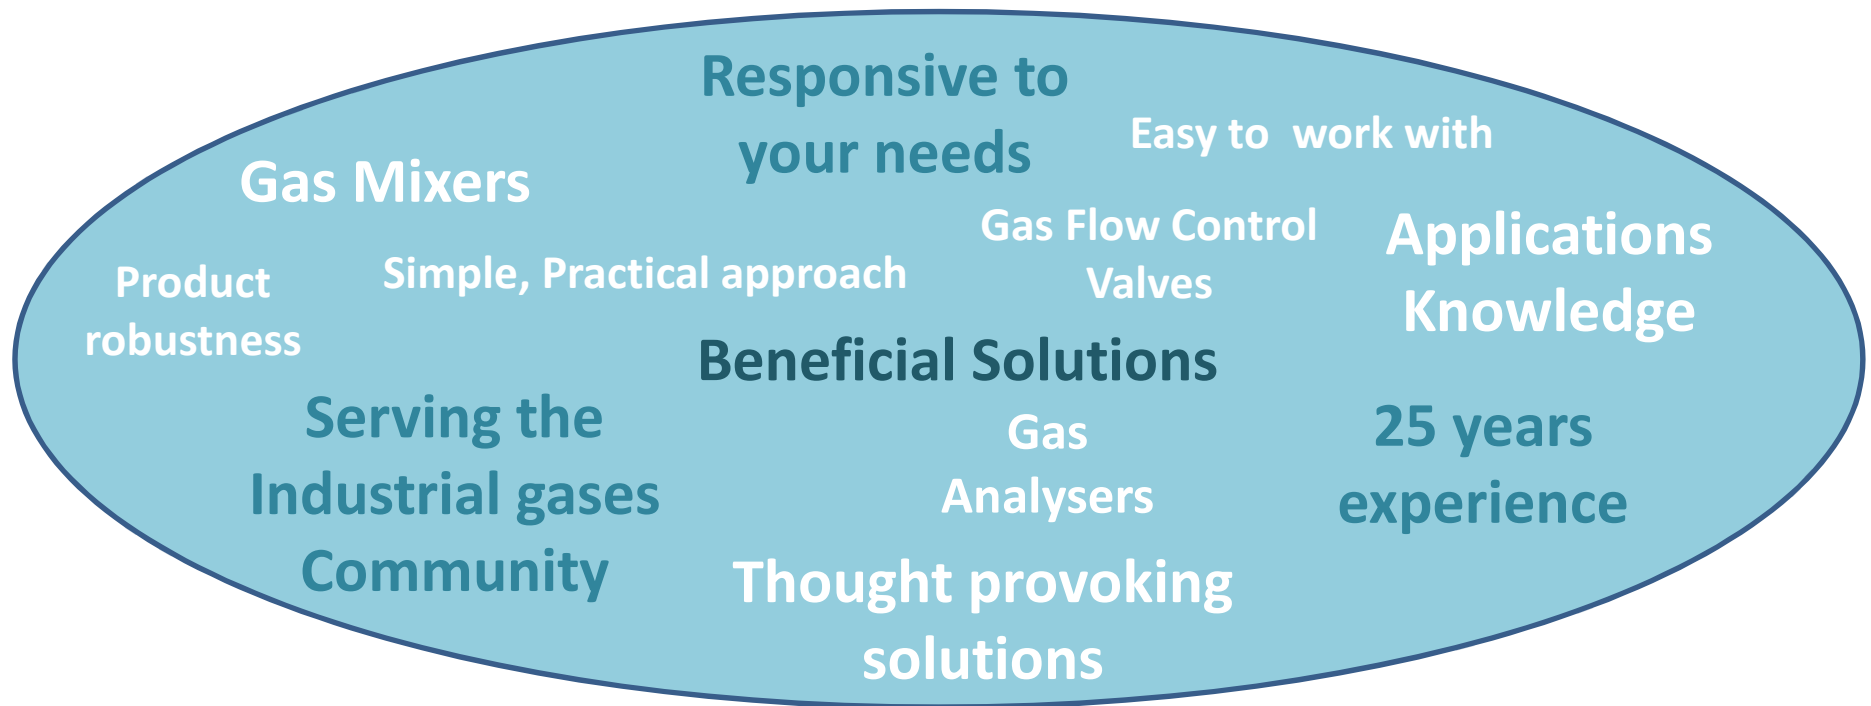 Responsive to
your needs
Easy to  work with
Gas Mixers
Gas Flow Control
Valves
Applications
Knowledge
Product
robustness
Simple, Practical approach
Beneficial Solutions
Serving the
Industrial gases
Community
Gas
Analysers
25 years
experience
Thought provoking
solutions